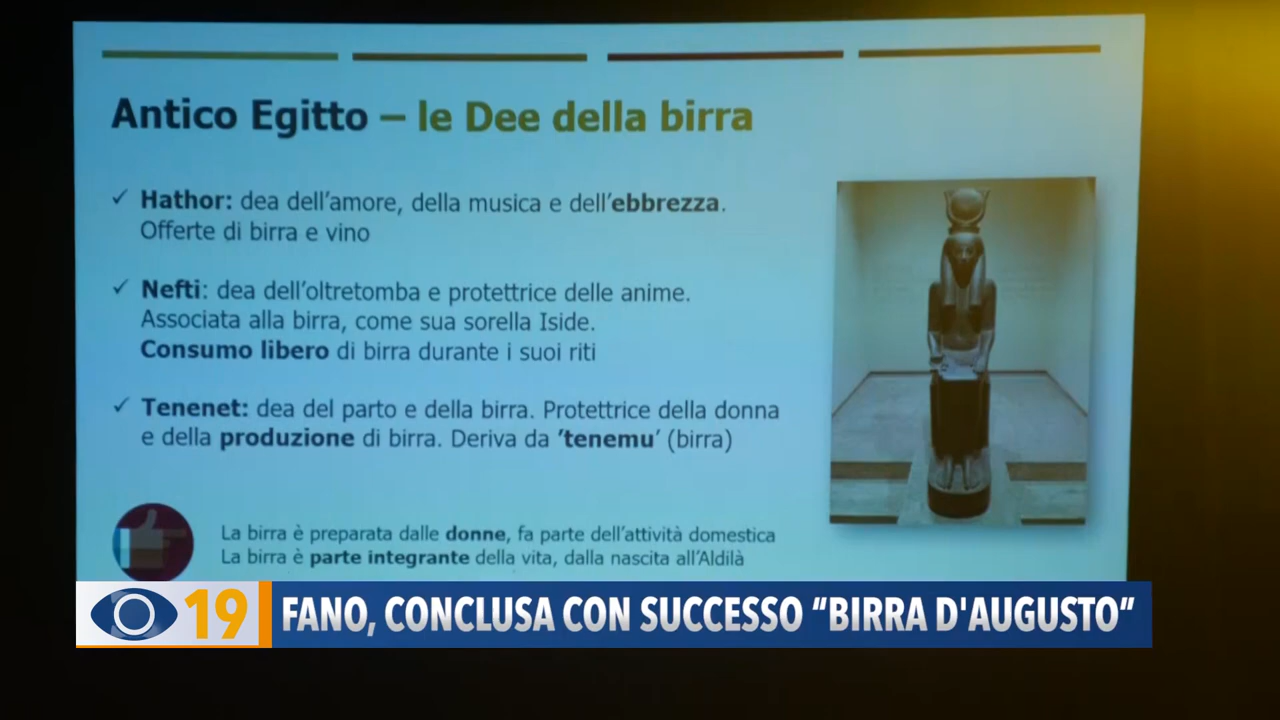 Antico Egitto – le Dee della birra
✓ Hathor: dea dell'amore, della musica e dell'ebbrezza.
Offerte di birra e vino
✓ Nefti: dea dell'oltretomba e protettrice delle anime.
Associata alla birra, come sua sorella Iside.
Consumo libero di birra durante i suoi riti
✓ Tenenet: dea del parto e della birra. Protettrice della donna
e della produzione di birra. Deriva da 'tenemu' (birra)
La birra è preparata dalle donne, fa parte dell'attività domestica
La birra è parte integrante della vita, dalla nascita all'Aldilà
19 FANO, CONCLUSA CON SUCCESSO “BIRRA D'AUGUSTO”